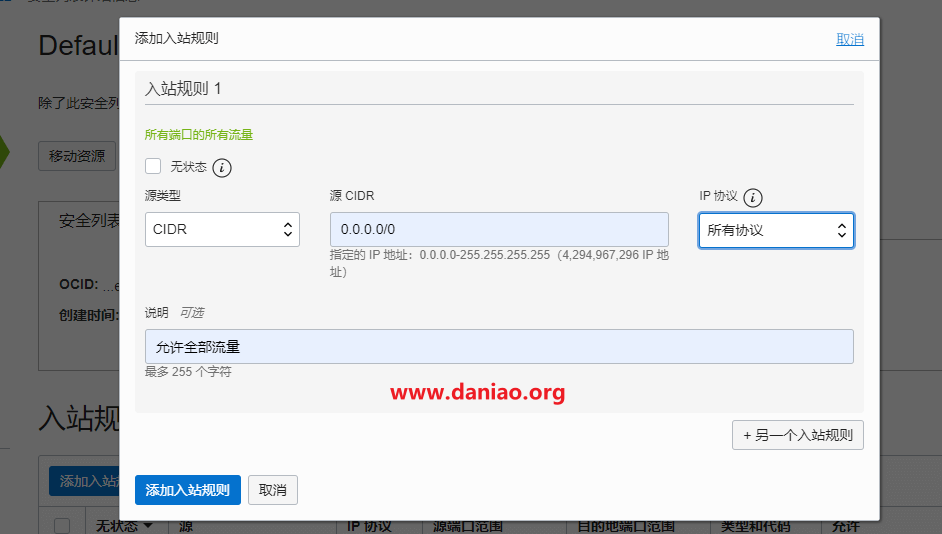 添加入站规则
取消
Defaul
入站规则 1
除了此安全列
所有端口的所有流量
移动资源
无状态
源类型
源 CIDR
IP 协议
CIDR
0.0.0.0/0
所有协议
安全列表
指定的 IP 地址：0.0.0.0-255.255.255.255（4,294,967,296 IP 地
址）
OCID: ...e
创建时间:
说明 可选
允许全部流量
最多 255 个字符
www.daniao.org
入站规
+ 另一个入站规则
添加入站规
添加入站规则
取消
无状态
源
IP 协议
源端口范围
目的地端口范围
类型和代码
允许